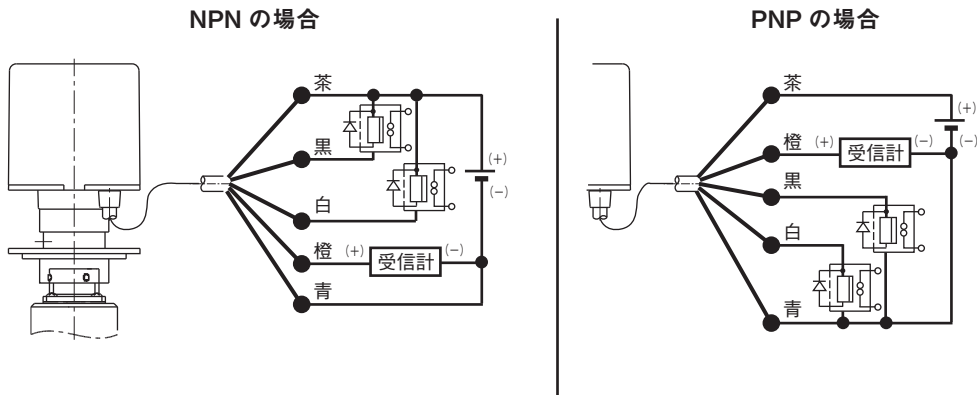 NPN の場合
茶
黒
白
橙 (+) 受信計 (−)
青
(+)
(−)
PNP の場合
茶
橙 (+) 受信計 (−)
黒
白
青
(+)
(−)